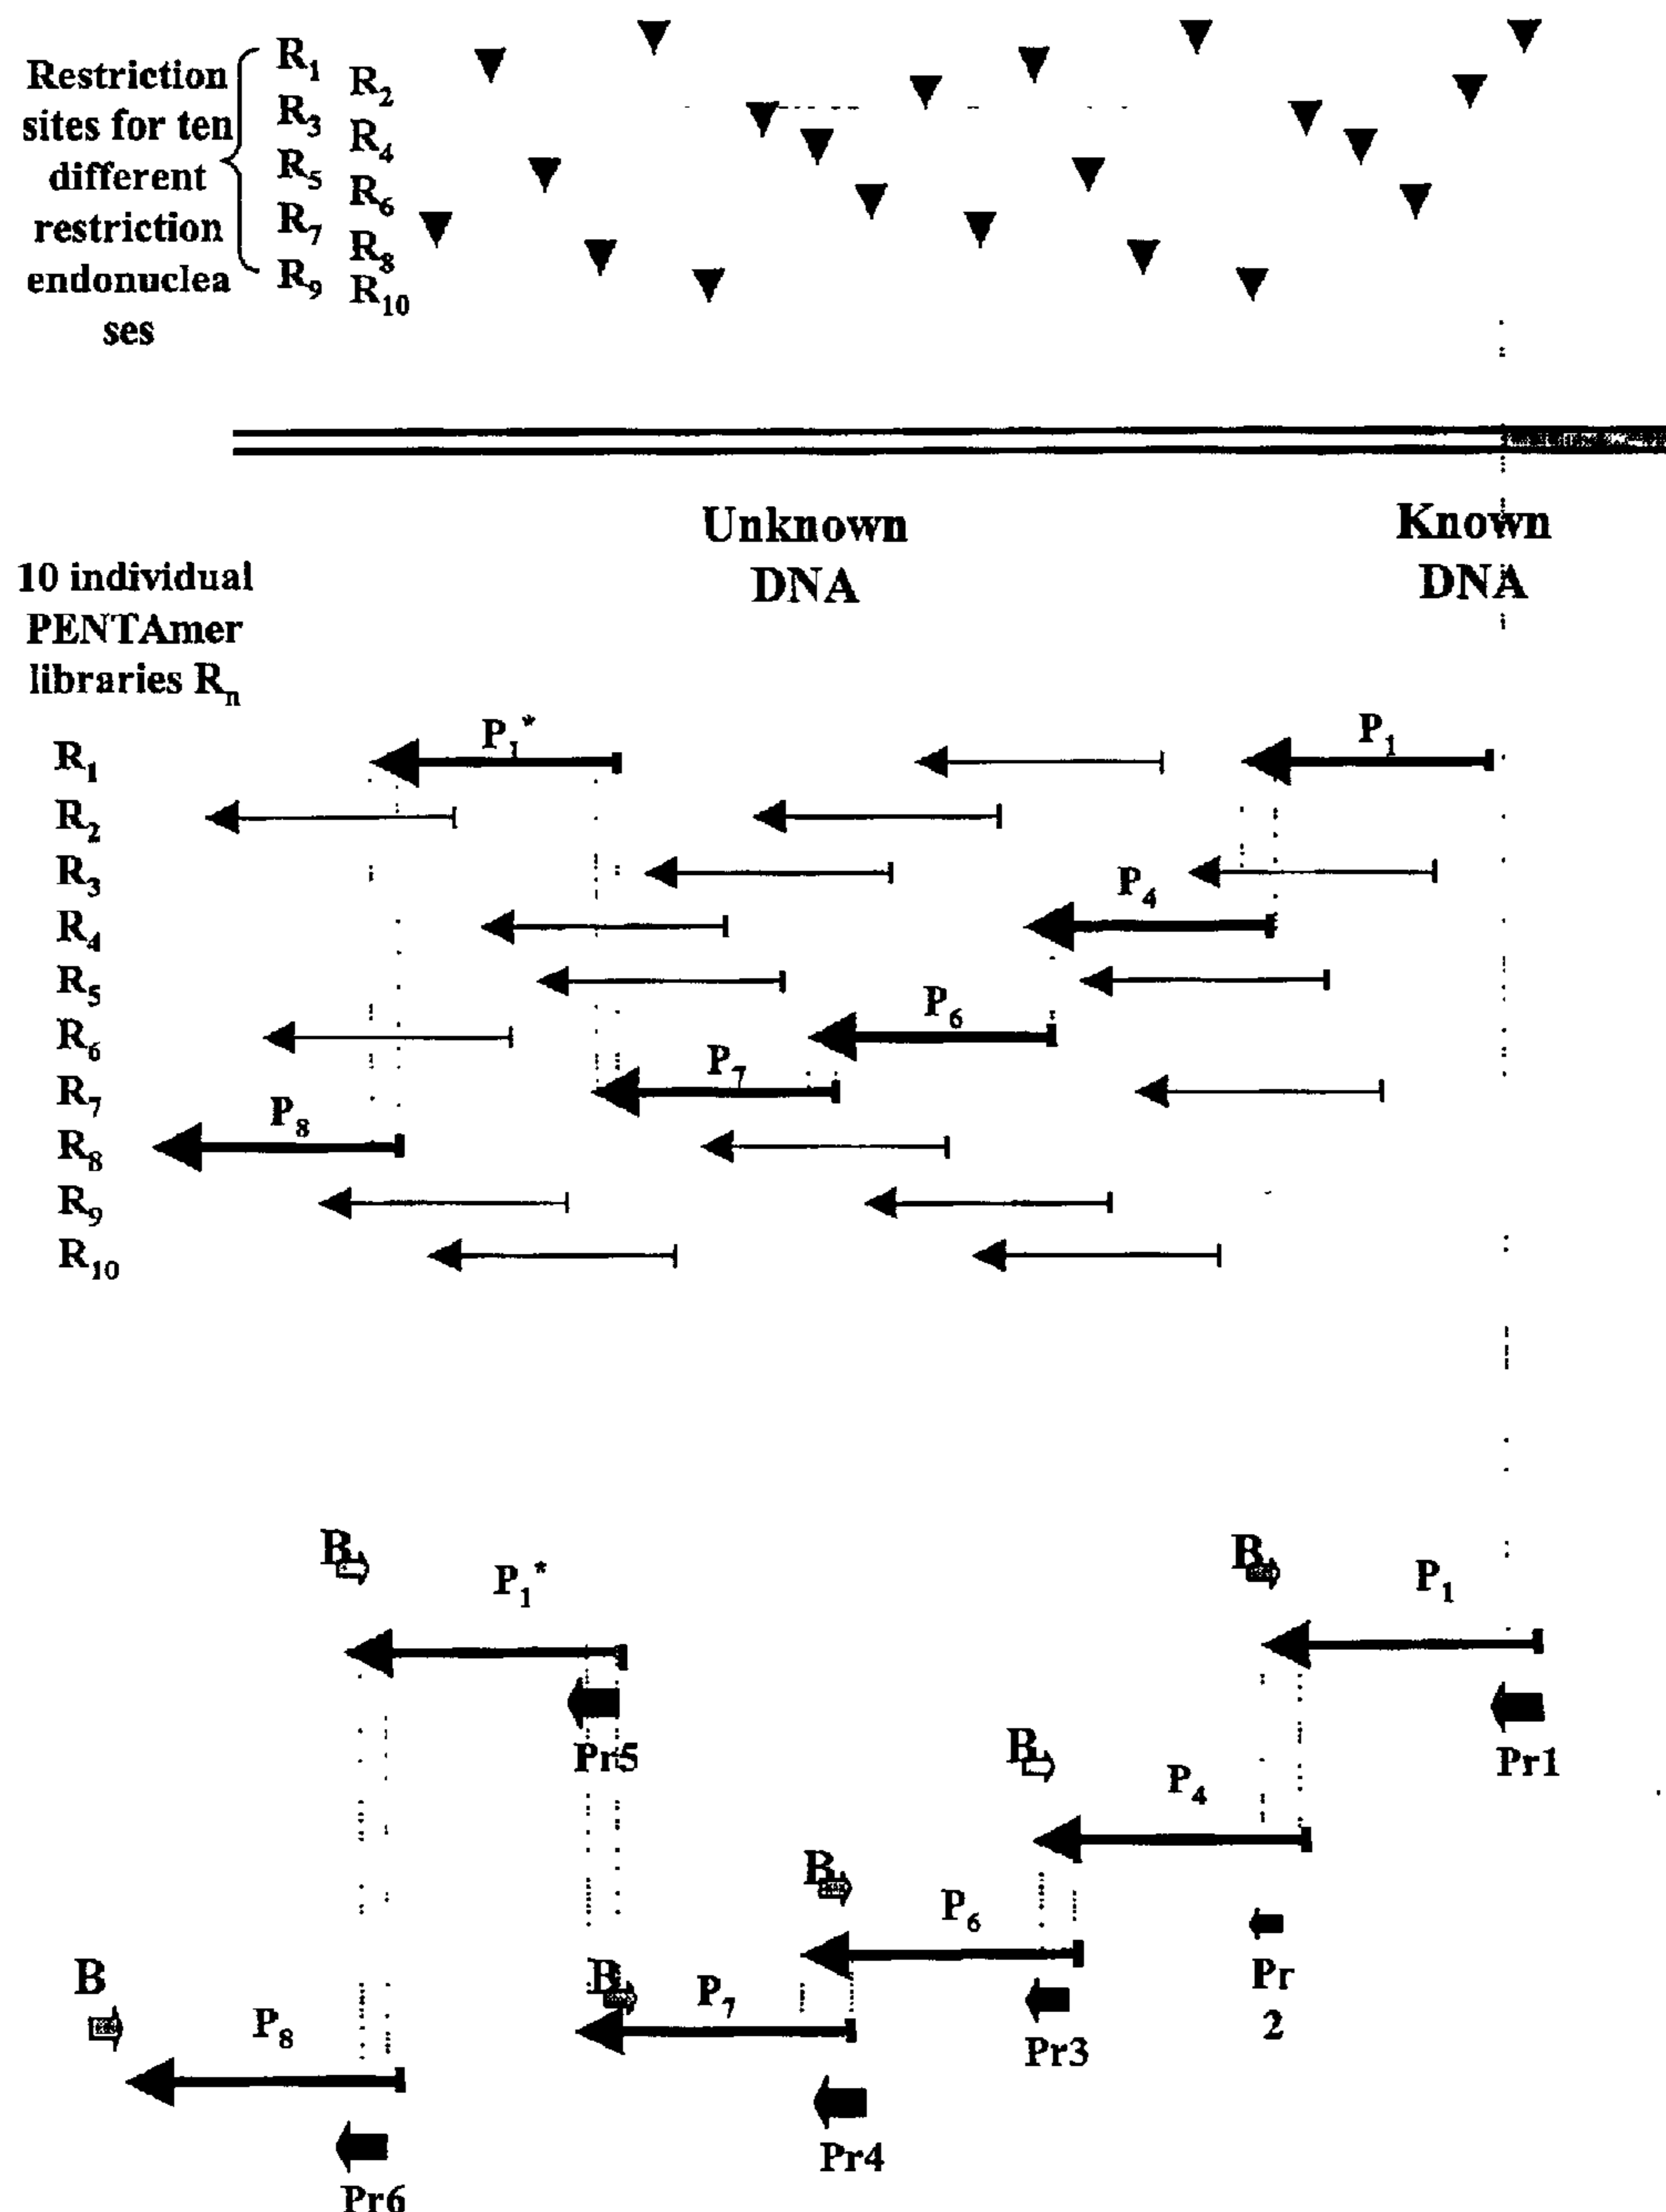 Restriction
sites for ten
different
restriction
endonuclea
ses
R1
R2
R3
R4
R5
R6
R7
R8
R9
R10
Unknown
DNA
Known
DNA
10 individual
PENTAmer
libraries Rn
R1
P1*
P1
R2
R3
R4
P4
R5
R6
P6
R7
P7
R8
P8
R9
R10
B
P1*
B
P1
Pr5
Pr1
B
P4
B
P6
Pr
2
B
P8
B
P7
Pr3
Pr4
Pr6